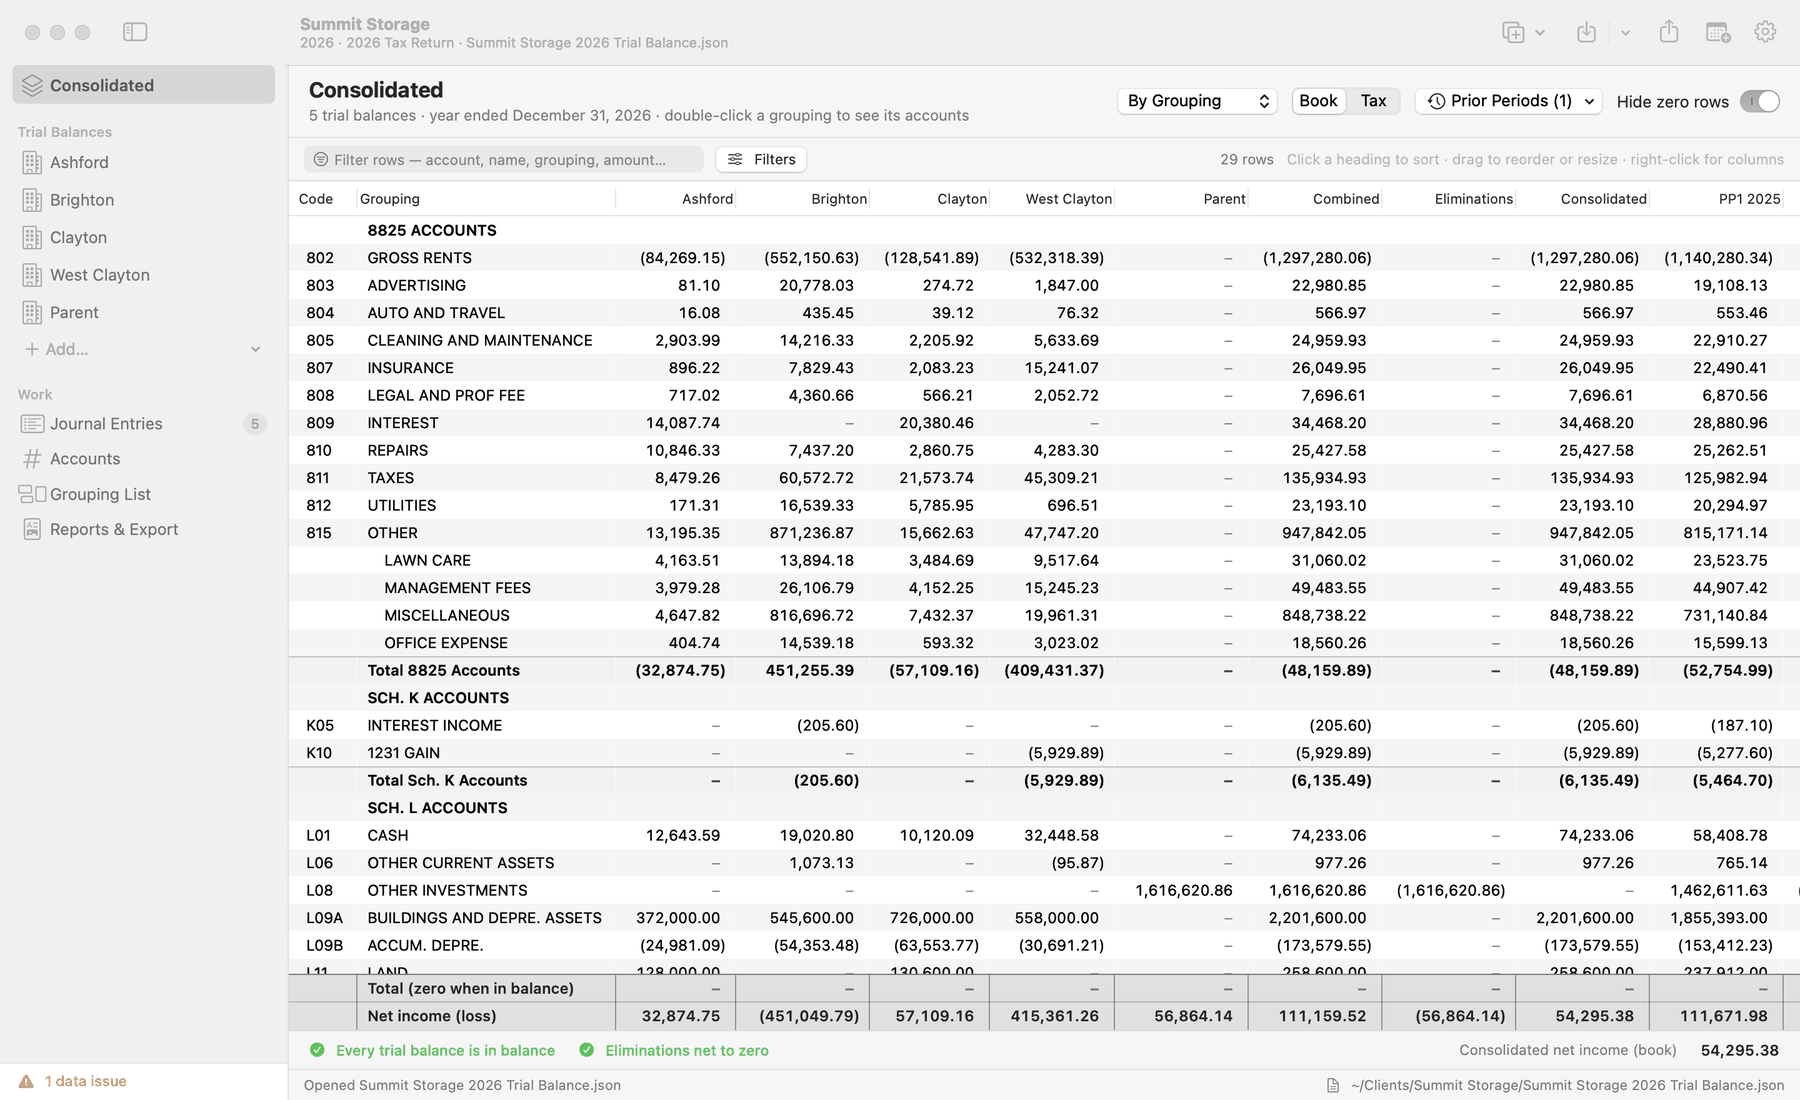 Summit Storage
2026 · 2026 Tax Return · Summit Storage 2026 Trial Balance.json
Consolidated
Trial Balances
Ashford
Brighton
Clayton
West Clayton
Parent
Add...
Work
Journal Entries 5
Accounts
Grouping List
Reports & Export
1 data issue
Consolidated
5 trial balances · year ended December 31, 2026 · double-click a grouping to see its accounts
By Grouping Book Tax Prior Periods (1) Hide zero rows
Filter rows — account, name, grouping, amount... Filters 29 rows Click a heading to sort · drag to reorder or resize · right-click for columns
Code Grouping Ashford Brighton Clayton West Clayton Parent Combined Eliminations Consolidated PP1 2025
8825 ACCOUNTS
802 GROSS RENTS (84,269.15) (552,150.63) (128,541.89) (532,318.39) – (1,297,280.06) – (1,297,280.06) (1,140,280.34)
803 ADVERTISING 81.10 20,778.03 274.72 1,847.00 – 22,980.85 – 22,980.85 19,108.13
804 AUTO AND TRAVEL 16.08 435.45 39.12 76.32 – 566.97 – 566.97 553.46
805 CLEANING AND MAINTENANCE 2,903.99 14,216.33 2,205.92 5,633.69 – 24,959.93 – 24,959.93 22,910.27
807 INSURANCE 896.22 7,829.43 2,083.23 15,241.07 – 26,049.95 – 26,049.95 22,490.41
808 LEGAL AND PROF FEE 717.02 4,360.66 566.21 2,052.72 – 7,696.61 – 7,696.61 6,870.56
809 INTEREST 14,087.74 – 20,380.46 – – 34,468.20 – 34,468.20 28,880.96
810 REPAIRS 10,846.33 7,437.20 2,860.75 4,283.30 – 25,427.58 – 25,427.58 25,262.51
811 TAXES 8,479.26 60,572.72 21,573.74 45,309.21 – 135,934.93 – 135,934.93 125,982.94
812 UTILITIES 171.31 16,539.33 5,785.95 696.51 – 23,193.10 – 23,193.10 20,294.97
815 OTHER 13,195.35 871,236.87 15,662.63 47,747.20 – 947,842.05 – 947,842.05 815,171.14
LAWN CARE 4,163.51 13,894.18 3,484.69 9,517.64 – 31,060.02 – 31,060.02 23,523.75
MANAGEMENT FEES 3,979.28 26,106.79 4,152.25 15,245.23 – 49,483.55 – 49,483.55 44,907.42
MISCELLANEOUS 4,647.82 816,696.72 7,432.37 19,961.31 – 848,738.22 – 848,738.22 731,140.84
OFFICE EXPENSE 404.74 14,539.18 593.32 3,023.02 – 18,560.26 – 18,560.26 15,599.13
Total 8825 Accounts (32,874.75) 451,255.39 (57,109.16) (409,431.37) – (48,159.89) – (48,159.89) (52,754.99)
SCH. K ACCOUNTS
K05 INTEREST INCOME – (205.60) – – – (205.60) – (205.60) (187.10)
K10 1231 GAIN – – – (5,929.89) – (5,929.89) – (5,929.89) (5,277.60)
Total Sch. K Accounts – (205.60) – (5,929.89) – (6,135.49) – (6,135.49) (5,464.70)
SCH. L ACCOUNTS
L01 CASH 12,643.59 19,020.80 10,120.09 32,448.58 – 74,233.06 – 74,233.06 58,408.78
L06 OTHER CURRENT ASSETS – 1,073.13 – (95.87) – 977.26 – 977.26 765.14
L08 OTHER INVESTMENTS – – – – 1,616,620.86 1,616,620.86 (1,616,620.86) – 1,462,611.63
L09A BUILDINGS AND DEPRE. ASSETS 372,000.00 545,600.00 726,000.00 558,000.00 – 2,201,600.00 – 2,201,600.00 1,855,393.00
L09B ACCUM. DEPRE. (24,981.09) (54,353.48) (63,553.77) (30,691.21) – (173,579.55) – (173,579.55) (153,412.23)
L11 LAND 128,000.00 – 130,600.00 – – 258,600.00 – 258,600.00 237,912.00
Total (zero when in balance) – – – – – – – – –
Net income (loss) 32,874.75 (451,049.79) 57,109.16 415,361.26 56,864.14 111,159.52 (56,864.14) 54,295.38 111,671.98
Every trial balance is in balance Eliminations net to zero Consolidated net income (book) 54,295.38
Opened Summit Storage 2026 Trial Balance.json ~/Clients/Summit Storage/Summit Storage 2026 Trial Balance.json